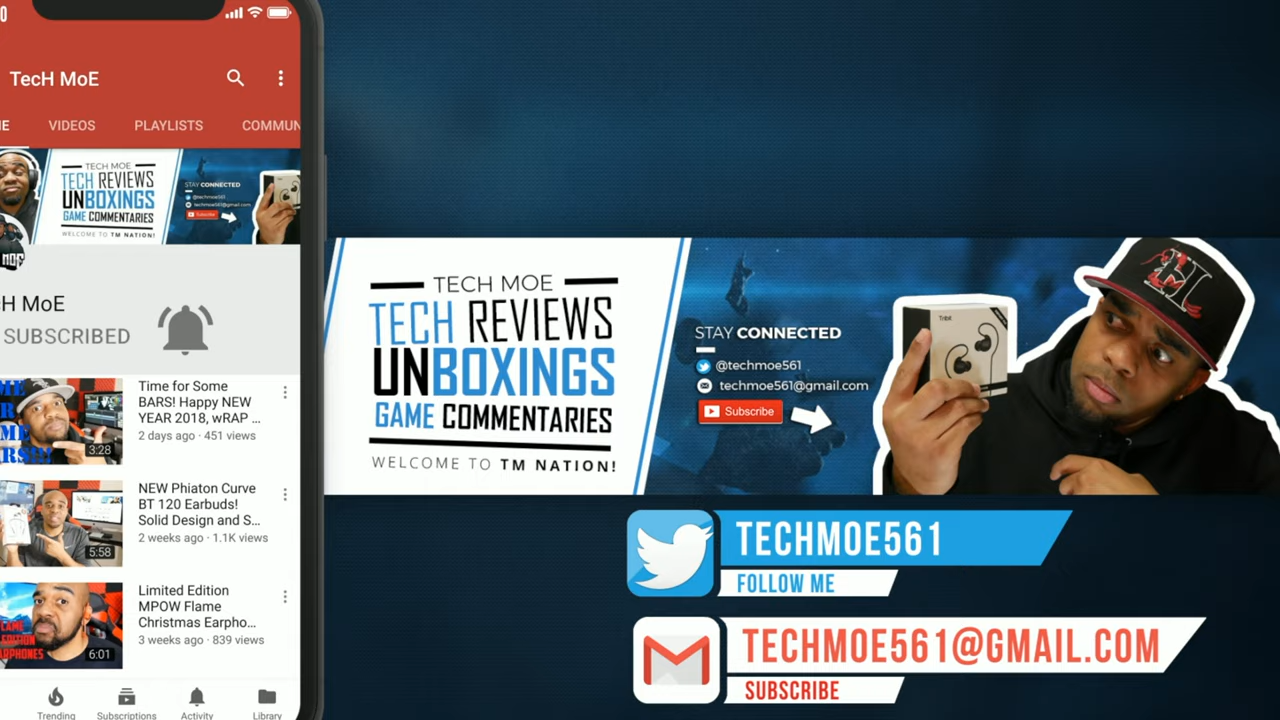 TecH MoE
VIDEOS
PLAYLISTS
COMMUN
TECH MOE
TECH REVIEWS
UNBOXINGS
GAME COMMENTARIES
WELCOME TO TM NATION!
STAY CONNECTED
@techmoe561
techmoe561@gmail.com
Subscribe
H MoE
SUBSCRIBED
Time for Some
BARS! Happy NEW
YEAR 2018, wRAP ...
2 days ago · 451 views
3:28
NEW Phiaton Curve
BT 120 Earbuds!
Solid Design and S...
2 weeks ago · 1.1K views
5:58
Limited Edition
MPOW Flame
Christmas Earpho...
3 weeks ago · 839 views
6:01
Trending
Subscriptions
Activity
Library
TECH MOE
TECH REVIEWS
UNBOXINGS
GAME COMMENTARIES
WELCOME TO TM NATION!
STAY CONNECTED
@techmoe561
techmoe561@gmail.com
Subscribe
Tribit
H
TECHMOE561
FOLLOW ME
TECHMOE561@GMAIL.COM
SUBSCRIBE